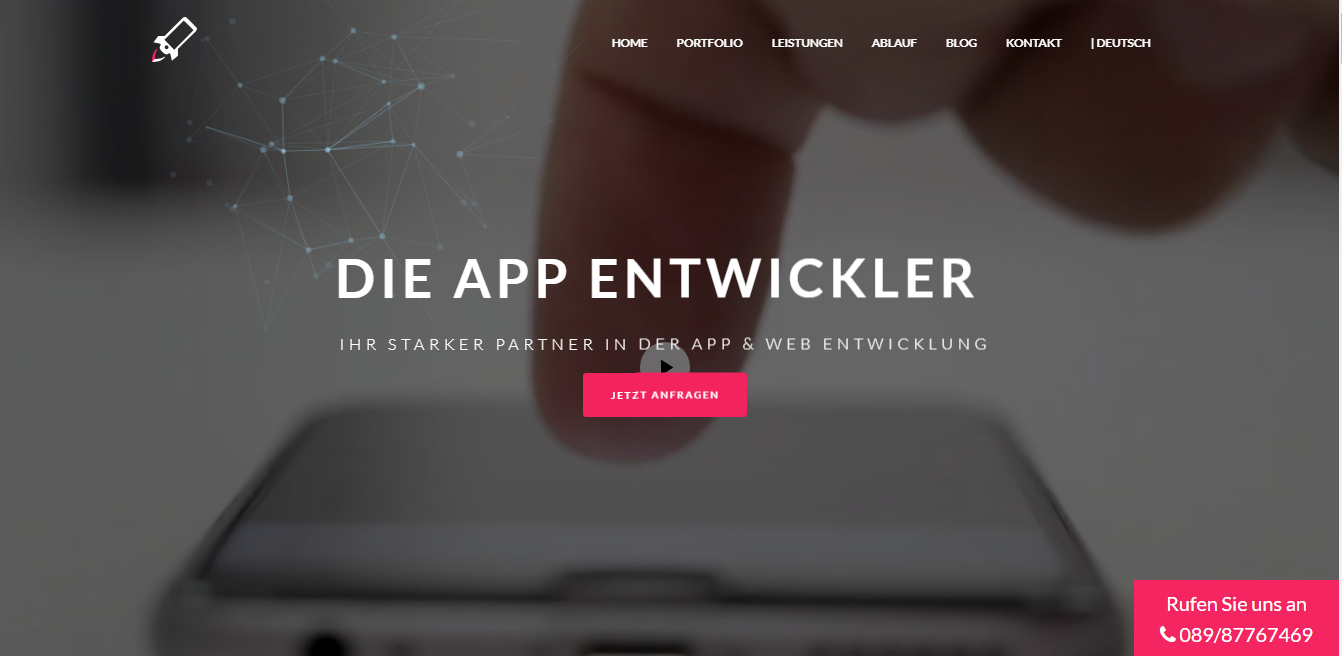 HOME PORTFOLIO LEISTUNGEN ABLAUF BLOG KONTAKT | DEUTSCH
DIE APP ENTWICKLER
IHR STARKER PARTNER IN DER APP & WEB ENTWICKLUNG
JETZT ANFRAGEN
Rufen Sie uns an
089/87767469